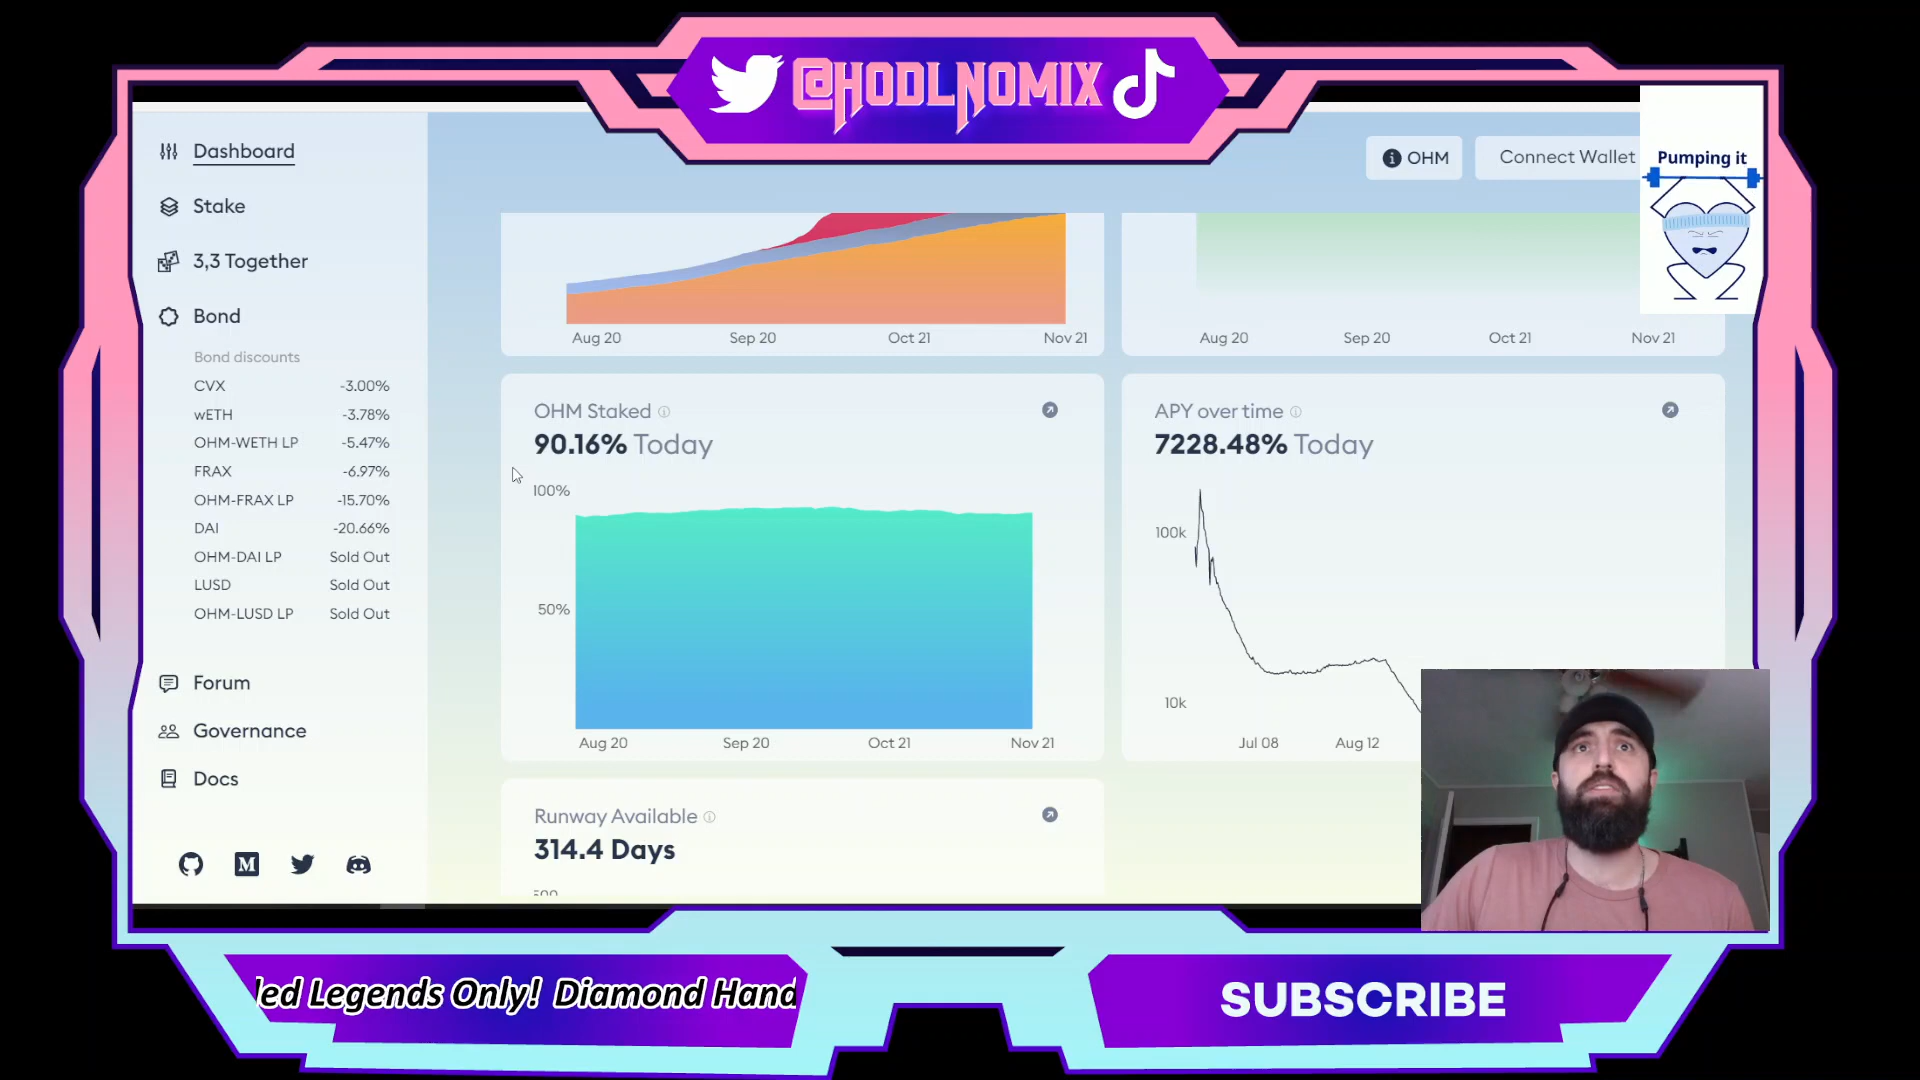 @HODLNOMIX
Dashboard
Stake
3,3 Together
Bond
Bond discounts
CVX -3.00%
wETH -3.78%
OHM-WETH LP -5.47%
FRAX -6.97%
OHM-FRAX LP -15.70%
DAI -20.66%
OHM-DAI LP Sold Out
LUSD Sold Out
OHM-LUSD LP Sold Out
Forum
Governance
Docs
OHM
Connect Wallet
Pumping it
Aug 20 Sep 20 Oct 21 Nov 21
Aug 20 Sep 20 Oct 21 Nov 21
OHM Staked
90.16% Today
100%
50%
Aug 20 Sep 20 Oct 21 Nov 21
APY over time
7228.48% Today
100k
10k
Jul 08 Aug 12
Runway Available
314.4 Days
led Legends Only! Diamond Hand
SUBSCRIBE